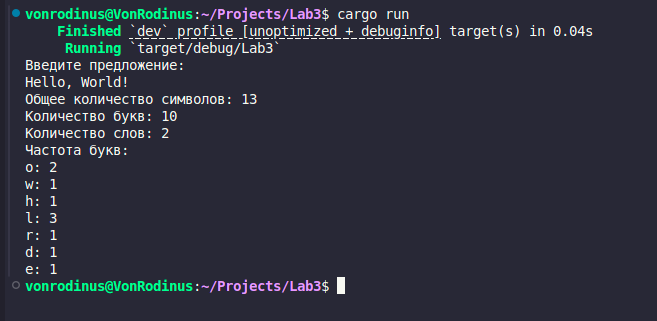 vonrodinus@VonRodinus:~/Projects/Lab3$ cargo run
Finished `dev` profile [unoptimized + debuginfo] target(s) in 0.04s
Running `target/debug/Lab3`
Введите предложение:
Hello, World!
Общее количество символов: 13
Количество букв: 10
Количество слов: 2
Частота букв:
o: 2
w: 1
h: 1
l: 3
r: 1
d: 1
e: 1
vonrodinus@VonRodinus:~/Projects/Lab3$